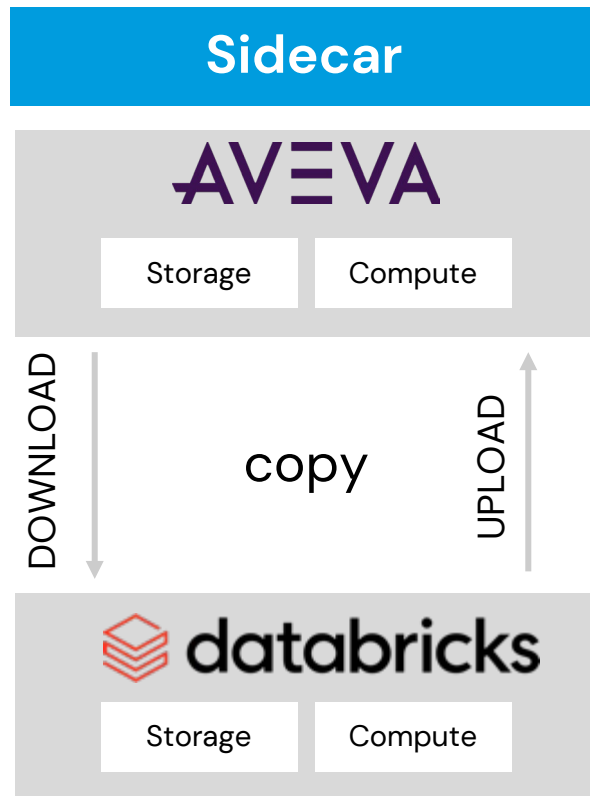 Sidecar
AVEVA
Storage
Compute
DOWNLOAD
copy
UPLOAD
databricks
Storage
Compute